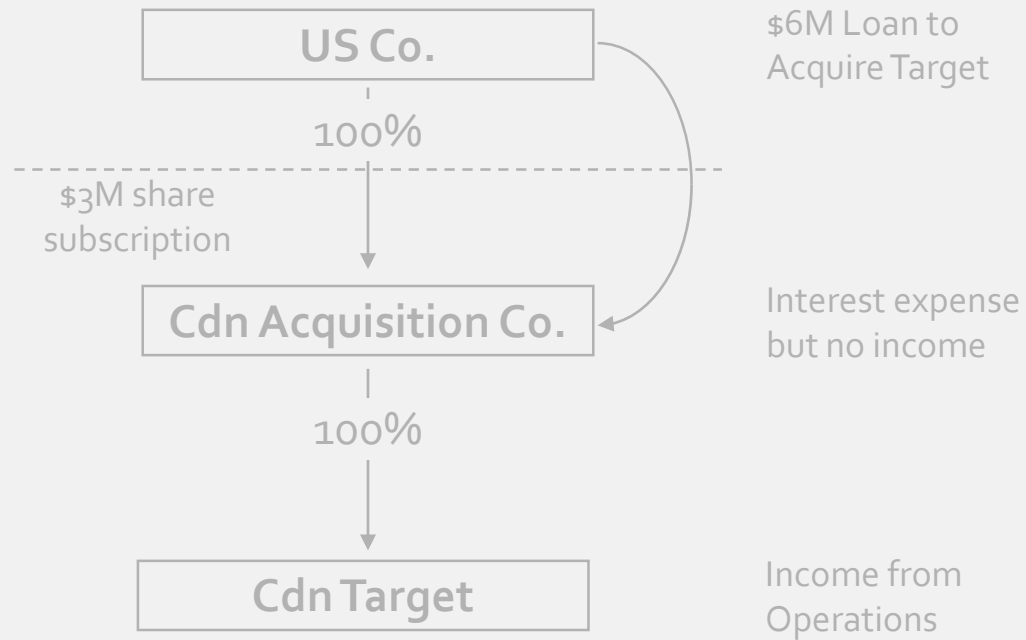 US Co.
$6M Loan to
Acquire Target
100%
$3M share
subscription
Cdn Acquisition Co.
Interest expense
but no income
100%
Cdn Target
Income from
Operations